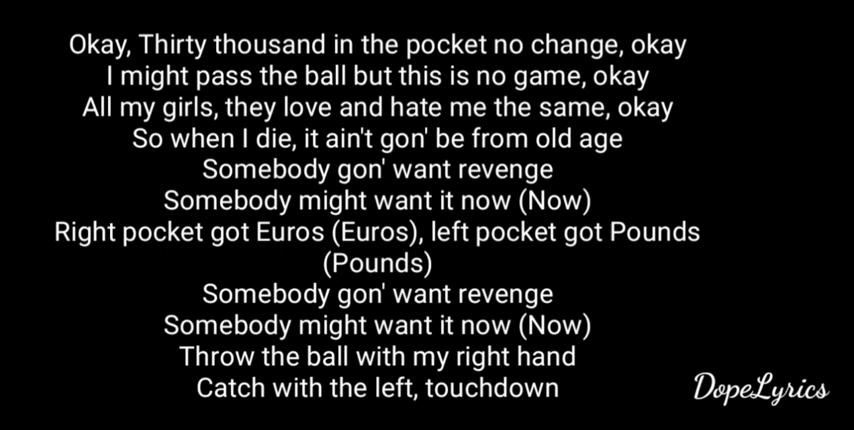 Okay, Thirty thousand in the pocket no change, okay
I might pass the ball but this is no game, okay
All my girls, they love and hate me the same, okay
So when I die, it ain't gon' be from old age
Somebody gon' want revenge
Somebody might want it now (Now)
Right pocket got Euros (Euros), left pocket got Pounds
(Pounds)
Somebody gon' want revenge
Somebody might want it now (Now)
Throw the ball with my right hand
Catch with the left, touchdown
DopeLyrics